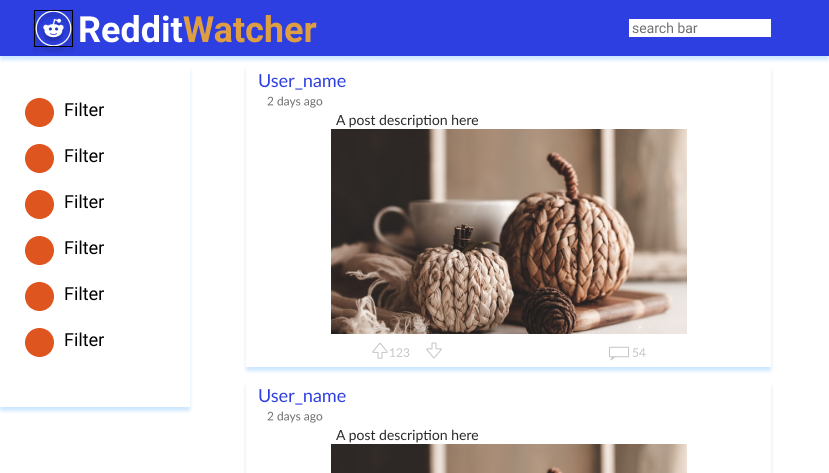 RedditWatcher
search bar
Filter
Filter
Filter
Filter
Filter
Filter
User_name
2 days ago
A post description here
123
54
User_name
2 days ago
A post description here